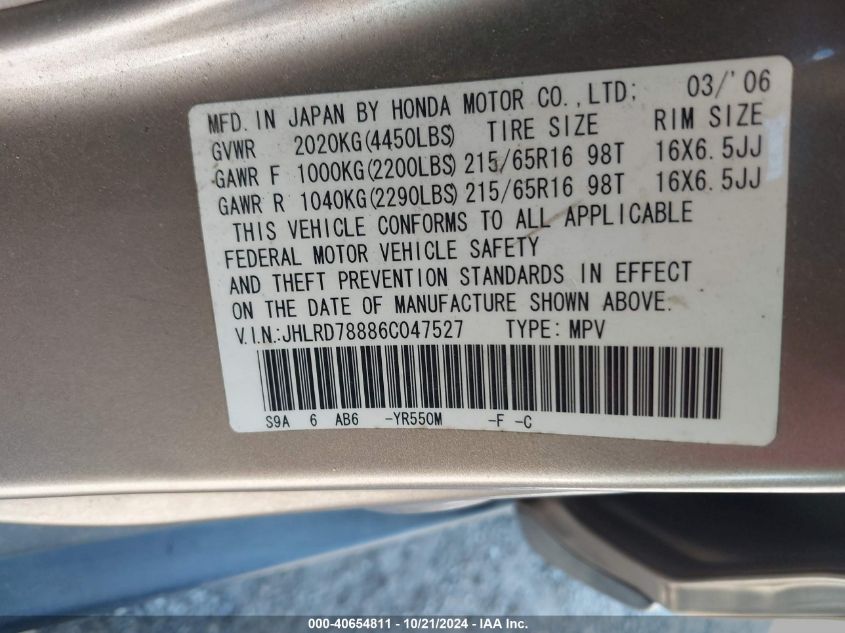 MFD. IN JAPAN BY HONDA MOTOR CO.,LTD; 03/'06
GVWR 2020KG(4450LBS) TIRE SIZE RIM SIZE
GAWR F 1000KG(2200LBS) 215/65R16 98T 16X6.5JJ
GAWR R 1040KG(2290LBS) 215/65R16 98T 16X6.5JJ
THIS VEHICLE CONFORMS TO ALL APPLICABLE
FEDERAL MOTOR VEHICLE SAFETY
AND THEFT PREVENTION STANDARDS IN EFFECT
ON THE DATE OF MANUFACTURE SHOWN ABOVE.
V.I.N.:JHLRD78886C047527 TYPE: MPV
S9A 6 AB6 -YR550M -F -C
000-40654811 - 10/21/2024 - IAA Inc.